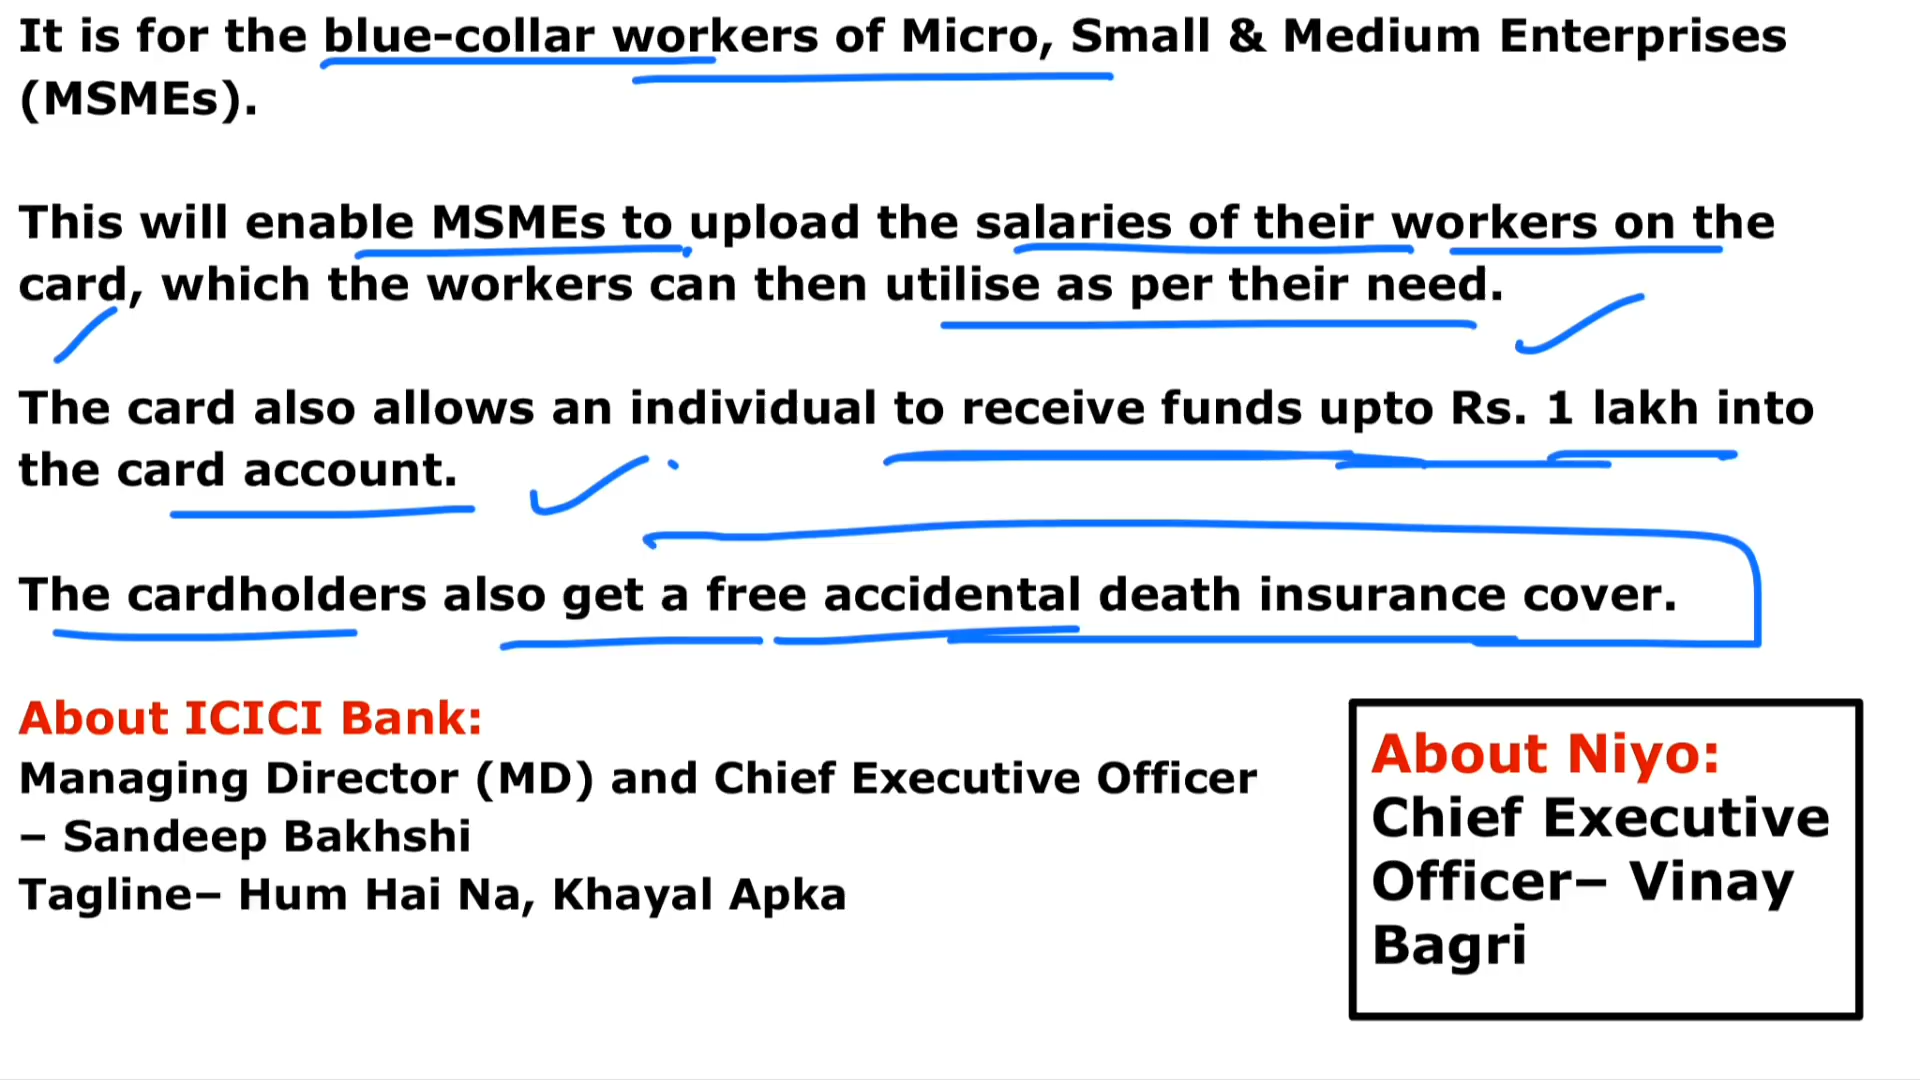 It is for the blue-collar workers of Micro, Small & Medium Enterprises
(MSMEs).
This will enable MSMEs to upload the salaries of their workers on the
card, which the workers can then utilise as per their need.
The card also allows an individual to receive funds upto Rs. 1 lakh into
the card account.
The cardholders also get a free accidental death insurance cover.
About ICICI Bank:
Managing Director (MD) and Chief Executive Officer
– Sandeep Bakhshi
Tagline– Hum Hai Na, Khayal Apka
About Niyo:
Chief Executive
Officer– Vinay
Bagri